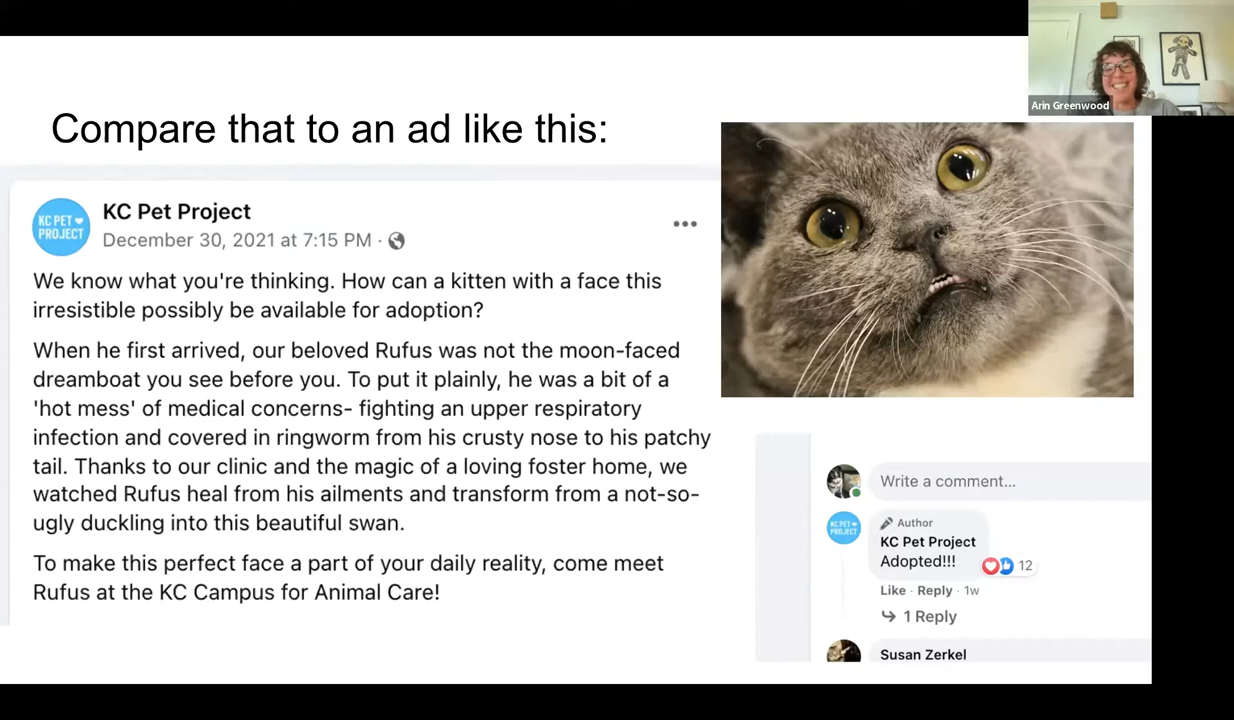 Arin Greenwood
Compare that to an ad like this:
KC PET
PROJECT
KC Pet Project
December 30, 2021 at 7:15 PM ·
We know what you're thinking. How can a kitten with a face this
irresistible possibly be available for adoption?
When he first arrived, our beloved Rufus was not the moon-faced
dreamboat you see before you. To put it plainly, he was a bit of a
'hot mess' of medical concerns- fighting an upper respiratory
infection and covered in ringworm from his crusty nose to his patchy
tail. Thanks to our clinic and the magic of a loving foster home, we
watched Rufus heal from his ailments and transform from a not-so-
ugly duckling into this beautiful swan.
To make this perfect face a part of your daily reality, come meet
Rufus at the KC Campus for Animal Care!
Write a comment...
KC PET
PROJECT
Author
KC Pet Project
Adopted!!!
12
Like · Reply · 1w
1 Reply
Susan Zerkel